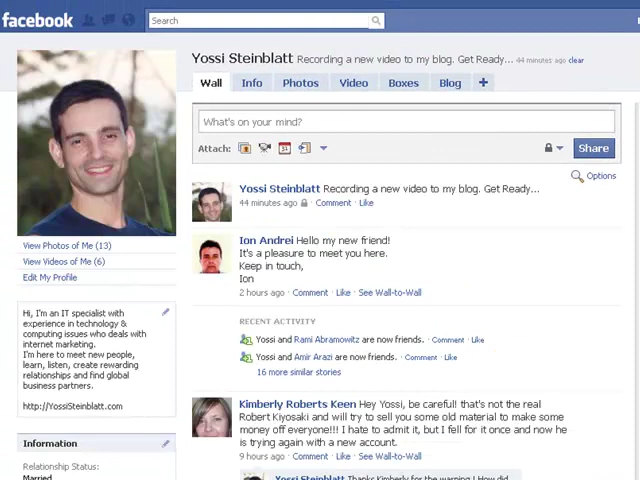 facebook
Search
Yossi Steinblatt Recording a new video to my blog. Get Ready... 44 minutes ago clear
Wall Info Photos Video Boxes Blog +
What's on your mind?
Attach: 31 Share
Options
Yossi Steinblatt Recording a new video to my blog. Get Ready...
44 minutes ago · Comment · Like
Ion Andrei Hello my new friend!
It's a pleasure to meet you here.
Keep in touch,
Ion
2 hours ago · Comment · Like · See Wall-to-Wall
RECENT ACTIVITY
Yossi and Rami Abramowitz are now friends. · Comment · Like
Yossi and Amir Arazi are now friends. · Comment · Like
16 more similar stories
Kimberly Roberts Keen Hey Yossi, be careful! that's not the real
Robert Kiyosaki and will try to sell you some old material to make some
money off everyone!!! I hate to admit it, but I fell for it once and now he
is trying again with a new account.
9 hours ago · Comment · Like · See Wall-to-Wall
Yossi Steinblatt Thanks Kimberly for the warning ! How did
View Photos of Me (13)
View Videos of Me (6)
Edit My Profile
Hi, I'm an IT specialist with
experience in technology &
computing issues who deals with
internet marketing.
I'm here to meet new people,
learn, listen, create rewarding
relationships and find global
business partners.
http://YossiSteinblatt.com
Information
Relationship Status:
Married